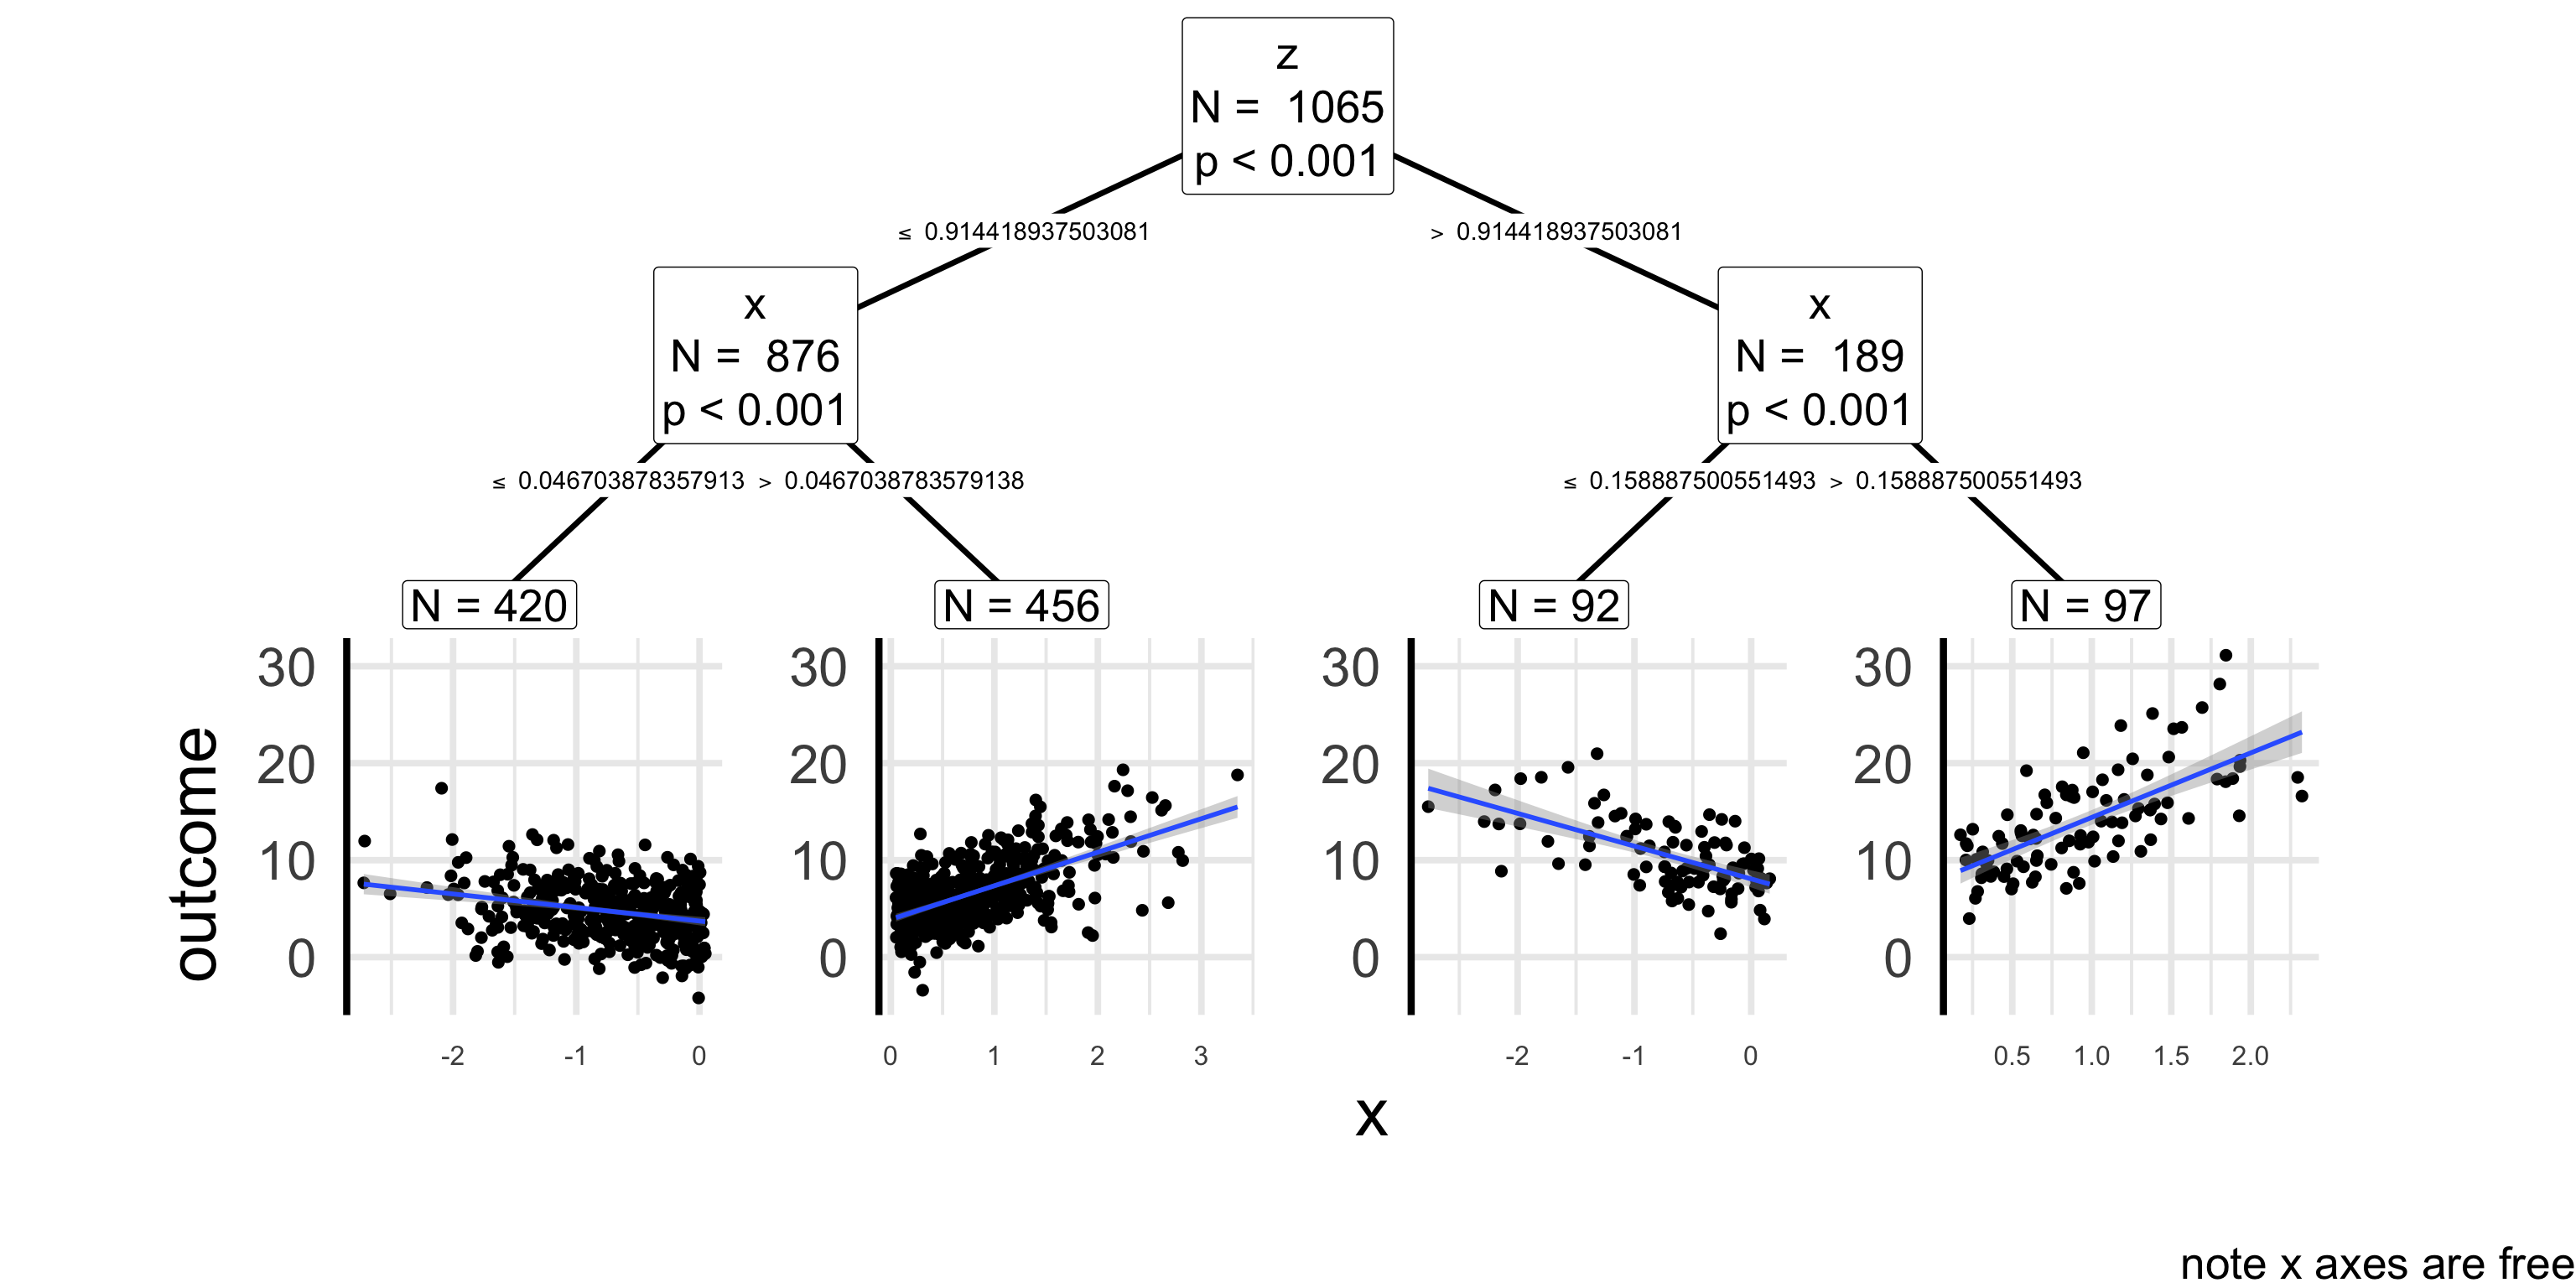 z
N =  1065
p < 0.001
≤ 0.914418937503081
> 0.914418937503081
x
N =  876
p < 0.001
x
N =  189
p < 0.001
≤ 0.046703878357913
> 0.0467038783579138
≤ 0.158887500551493
> 0.158887500551493
N = 420
N = 456
N = 92
N = 97
outcome
30
20
10
0
-2 -1 0
30
20
10
0
0 1 2 3
30
20
10
0
-2 -1 0
30
20
10
0
0.5 1.0 1.5 2.0
x
note x axes are free